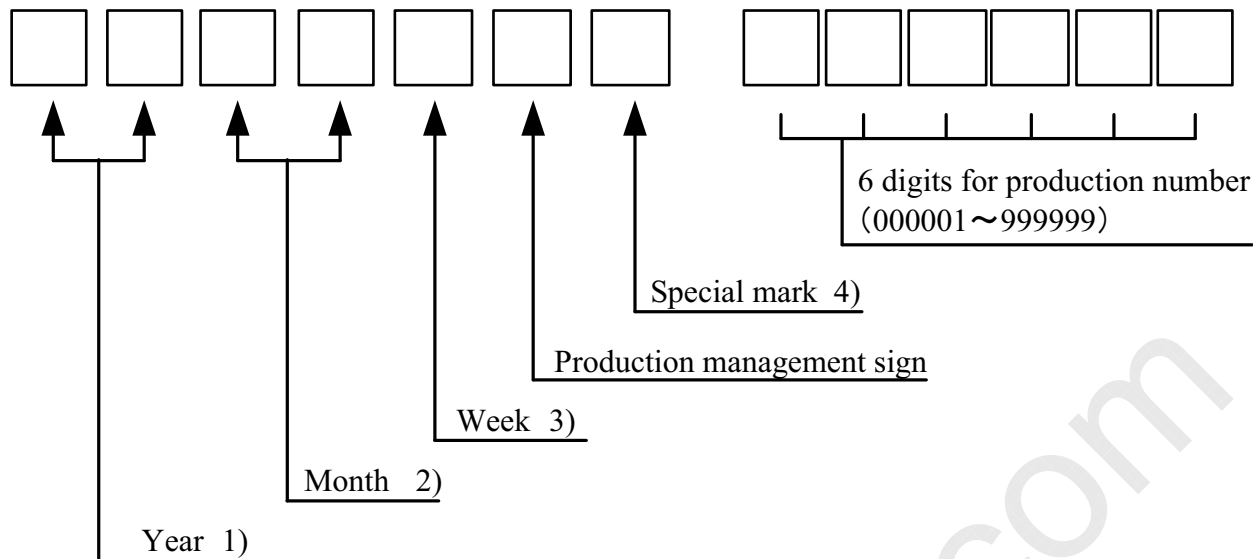 6 digits for production number
(000001～999999)
Special mark 4)
Production management sign
Week 3)
Month 2)
Year 1)
com